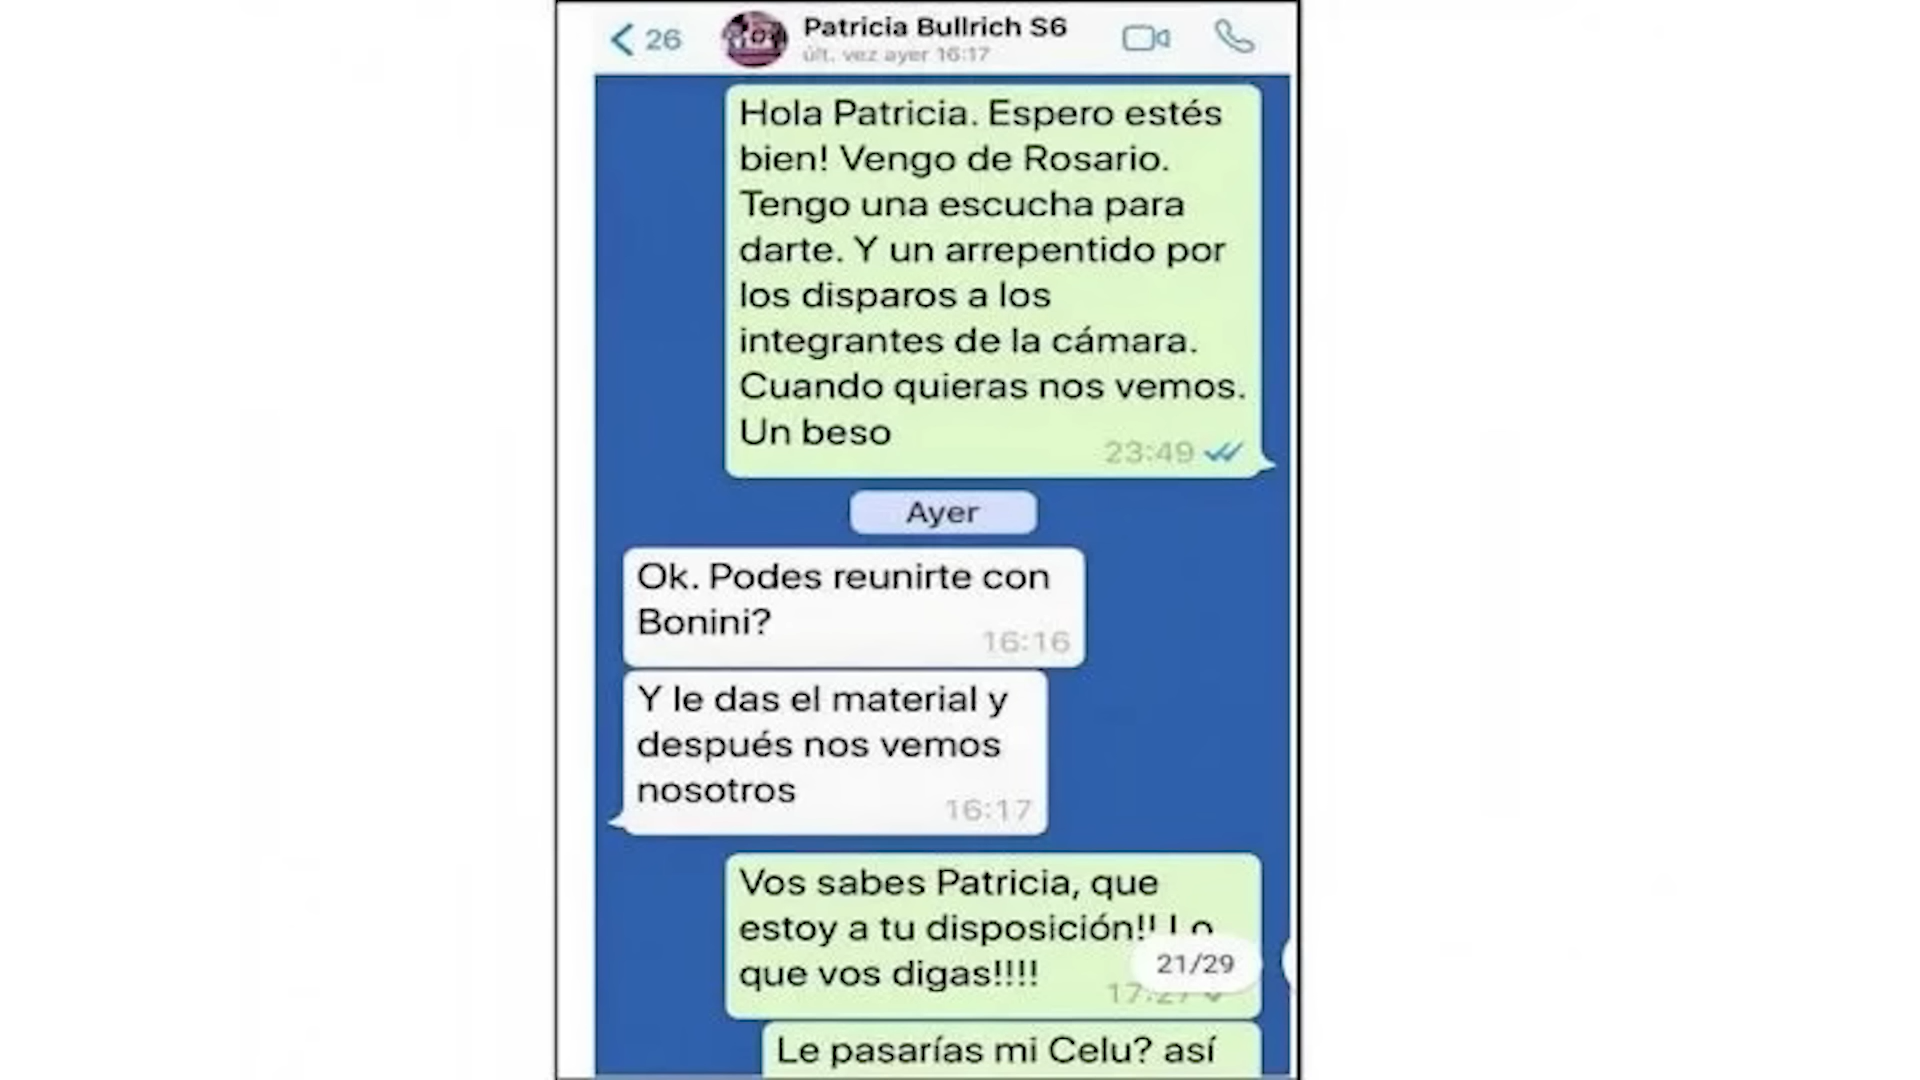 26
Patricia Bullrich S6
últ. vez ayer 16:17
Hola Patricia. Espero estés
bien! Vengo de Rosario.
Tengo una escucha para
darte. Y un arrepentido por
los disparos a los
integrantes de la cámara.
Cuando quieras nos vemos.
Un beso
23:49
Ayer
Ok. Podes reunirte con
Bonini?
16:16
Y le das el material y
después nos vemos
nosotros
16:17
Vos sabes Patricia, que
estoy a tu disposición!! Lo
que vos digas!!!!
21/29
17:27
Le pasarías mi Celu? así